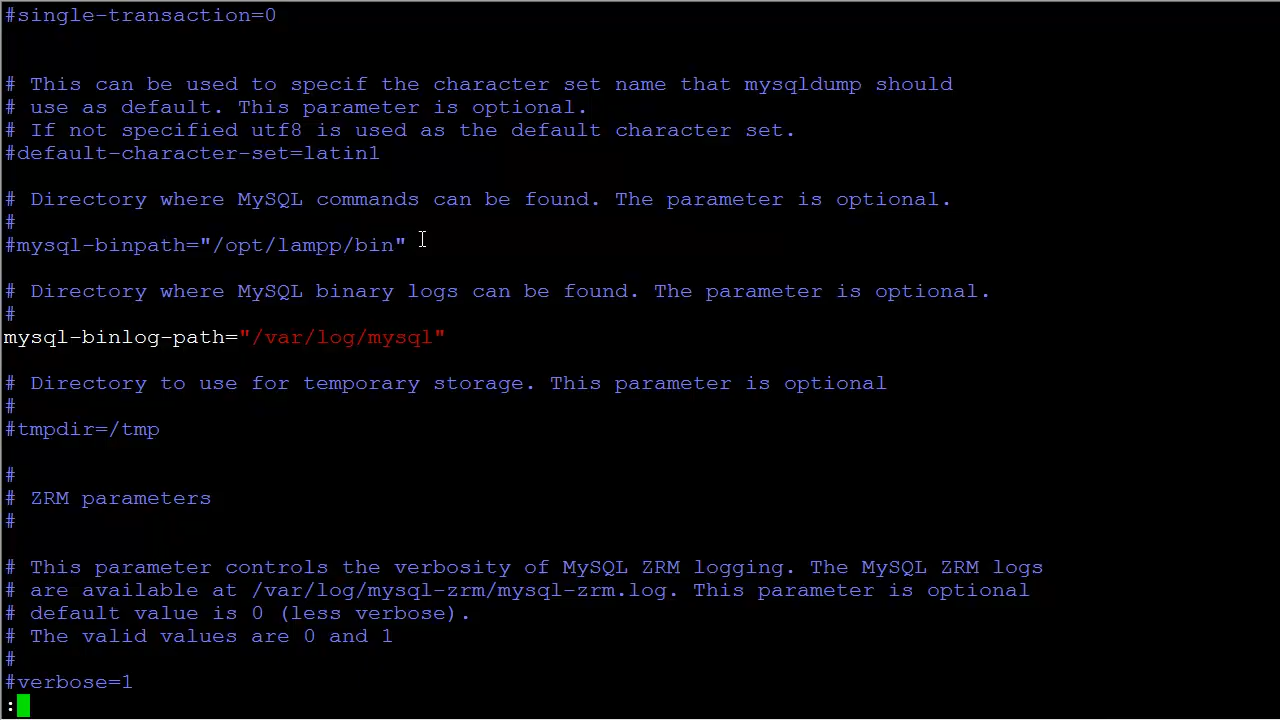 #single-transaction=0
# This can be used to specif the character set name that mysqldump should
# use as default. This parameter is optional.
# If not specified utf8 is used as the default character set.
#default-character-set=latin1
# Directory where MySQL commands can be found. The parameter is optional.
#
#mysql-binpath="/opt/lampp/bin"
# Directory where MySQL binary logs can be found. The parameter is optional.
#
mysql-binlog-path="/var/log/mysql"
# Directory to use for temporary storage. This parameter is optional
#
#tmpdir=/tmp
#
# ZRM parameters
#
# This parameter controls the verbosity of MySQL ZRM logging. The MySQL ZRM logs
# are available at /var/log/mysql-zrm/mysql-zrm.log. This parameter is optional
# default value is 0 (less verbose).
# The valid values are 0 and 1
#
#verbose=1
: